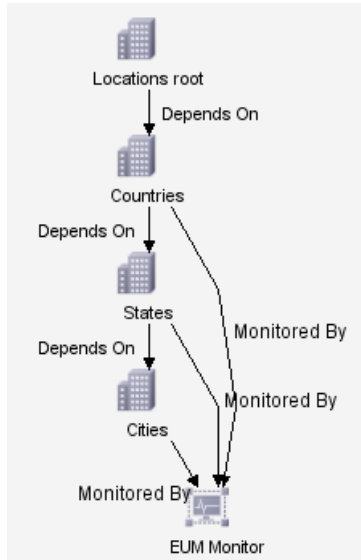 Locations root
Depends On
Countries
Depends On
States
Monitored By
Depends On
Monitored By
Cities
Monitored By
EUM Monitor